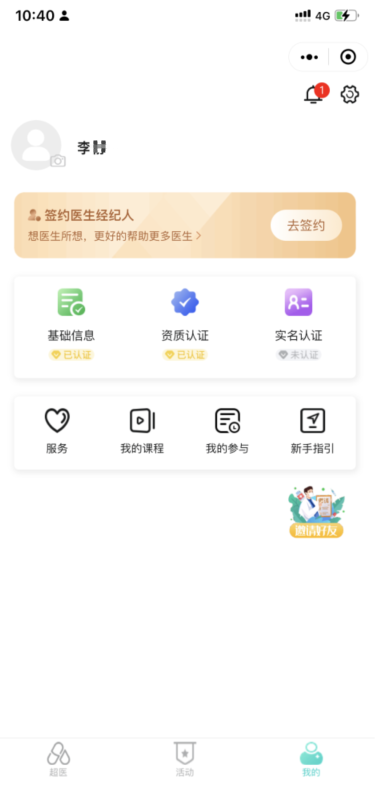 10:40
4G
1
李
签约医生经纪人
想医生所想，更好的帮助更多医生 >
去签约
基础信息
资质认证
实名认证
已认证
已认证
未认证
服务
我的课程
我的参与
新手指引
邀请好友
超医
活动
我的